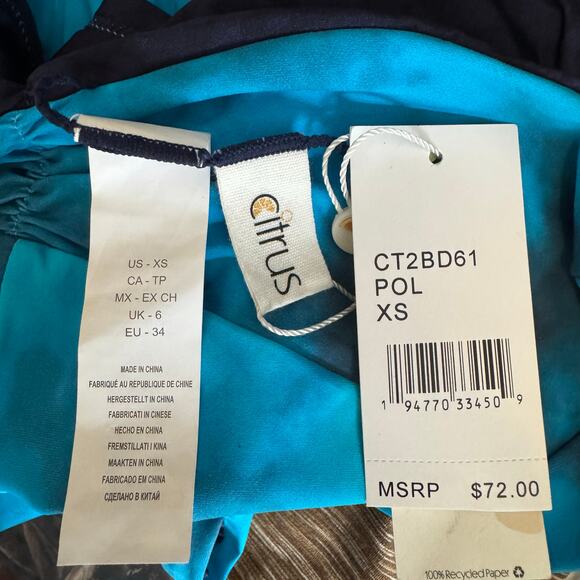 US - XS
CA - TP
MX - EX CH
UK - 6
EU - 34
MADE IN CHINA
FABRIQUÉ AU REPUBLIQUE DE CHINE
HERGESTELLT IN CHINA
FABBRICATI IN CINESE
HECHO EN CHINA
FREMSTILLATI I KINA
MAAKTEN IN CHINA
FABRICADO EM CHINA
СДЕЛАНО В КИТАЙ
citrus
CT2BD61
POL
XS
1 94770 33450 9
MSRP $72.00
100% Recycled Paper